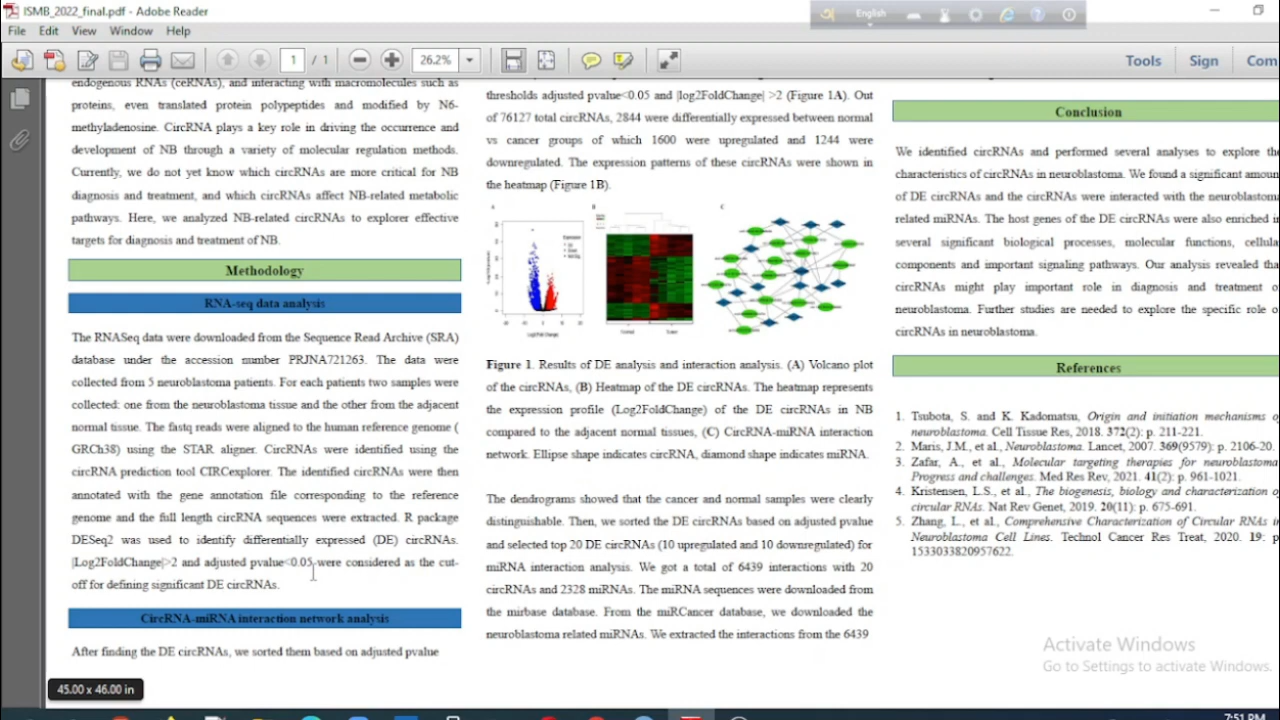 ISMB_2022_final.pdf - Adobe Reader
English
File Edit View Window Help
1 / 1
26.2%
Tools
Sign
Com
endogenous RNAs (ceRNAs), and interacting with macromolecules such as
proteins, even translated protein polypeptides and modified by N6-
methyladenosine. CircRNA plays a key role in driving the occurrence and
development of NB through a variety of molecular regulation methods.
Currently, we do not yet know which circRNAs are more critical for NB
diagnosis and treatment, and which circRNAs affect NB-related metabolic
pathways. Here, we analyzed NB-related circRNAs to explorer effective
targets for diagnosis and treatment of NB.
Methodology
RNA-seq data analysis
The RNASeq data were downloaded from the Sequence Read Archive (SRA)
database under the accession number PRJNA721263. The data were
collected from 5 neuroblastoma patients. For each patients two samples were
collected: one from the neuroblastoma tissue and the other from the adjacent
normal tissue. The fastq reads were aligned to the human reference genome (
GRCh38) using the STAR aligner. CircRNAs were identified using the
circRNA prediction tool CIRCexplorer. The identified circRNAs were then
annotated with the gene annotation file corresponding to the reference
genome and the full length circRNA sequences were extracted. R package
DESeq2 was used to identify differentially expressed (DE) circRNAs.
|Log2FoldChange|>2 and adjusted pvalue<0.05 were considered as the cut-
off for defining significant DE circRNAs.
CircRNA-miRNA interaction network analysis
After finding the DE circRNAs, we sorted them based on adjusted pvalue
45.00 x 46.00 in
thresholds adjusted pvalue<0.05 and |log2FoldChange| >2 (Figure 1A). Out
of 76127 total circRNAs, 2844 were differentially expressed between normal
vs cancer groups of which 1600 were upregulated and 1244 were
downregulated. The expression patterns of these circRNAs were shown in
the heatmap (Figure 1B).
A
B
C
Figure 1. Results of DE analysis and interaction analysis. (A) Volcano plot
of the circRNAs, (B) Heatmap of the DE circRNAs. The heatmap represents
the expression profile (Log2FoldChange) of the DE circRNAs in NB
compared to the adjacent normal tissues, (C) CircRNA-miRNA interaction
network. Ellipse shape indicates circRNA, diamond shape indicates miRNA.
The dendrograms showed that the cancer and normal samples were clearly
distinguishable. Then, we sorted the DE circRNAs based on adjusted pvalue
and selected top 20 DE circRNAs (10 upregulated and 10 downregulated) for
miRNA interaction analysis. We got a total of 6439 interactions with 20
circRNAs and 2328 miRNAs. The miRNA sequences were downloaded from
the mirbase database. From the miRCancer database, we downloaded the
neuroblastoma related miRNAs. We extracted the interactions from the 6439
Conclusion
We identified circRNAs and performed several analyses to explore the
characteristics of circRNAs in neuroblastoma. We found a significant amoun
of DE circRNAs and the circRNAs were interacted with the neuroblastoma
related miRNAs. The host genes of the DE circRNAs were also enriched in
several significant biological processes, molecular functions, cellula
components and important signaling pathways. Our analysis revealed tha
circRNAs might play important role in diagnosis and treatment o
neuroblastoma. Further studies are needed to explore the specific role o
circRNAs in neuroblastoma.
References
1. Tsubota, S. and K. Kadomatsu, Origin and initiation mechanisms o
neuroblastoma. Cell Tissue Res, 2018. 372(2): p. 211-221.
2. Maris, J.M., et al., Neuroblastoma. Lancet, 2007. 369(9579): p. 2106-20.
3. Zafar, A., et al., Molecular targeting therapies for neuroblastoma
Progress and challenges. Med Res Rev, 2021. 41(2): p. 961-1021.
4. Kristensen, L.S., et al., The biogenesis, biology and characterization o
circular RNAs. Nat Rev Genet, 2019. 20(11): p. 675-691.
5. Zhang, L., et al., Comprehensive Characterization of Circular RNAs i
Neuroblastoma Cell Lines. Technol Cancer Res Treat, 2020. 19: p
1533033820957622.
Activate Windows
Go to Settings to activate Windows.
7:51 PM